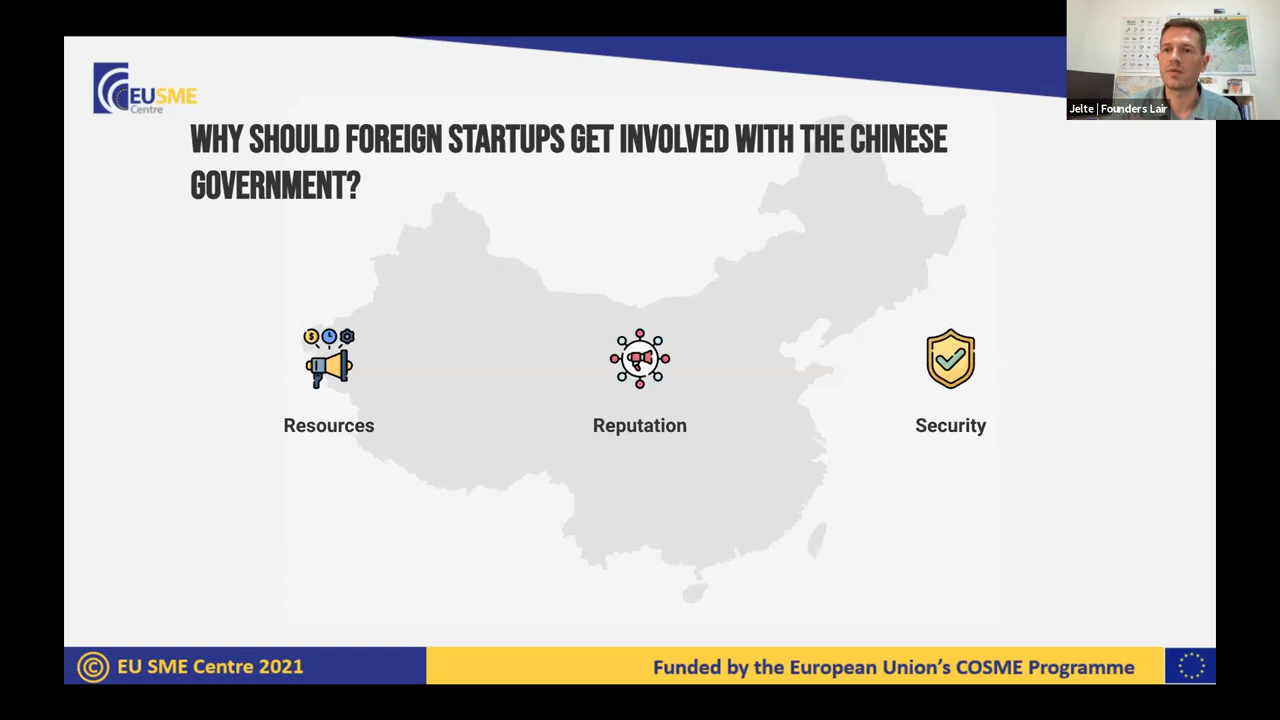 EUSME
Centre
Jelte | Founders Lair
WHY SHOULD FOREIGN STARTUPS GET INVOLVED WITH THE CHINESE
GOVERNMENT?
$
Resources
Reputation
Security
© EU SME Centre 2021
Funded by the European Union's COSME Programme